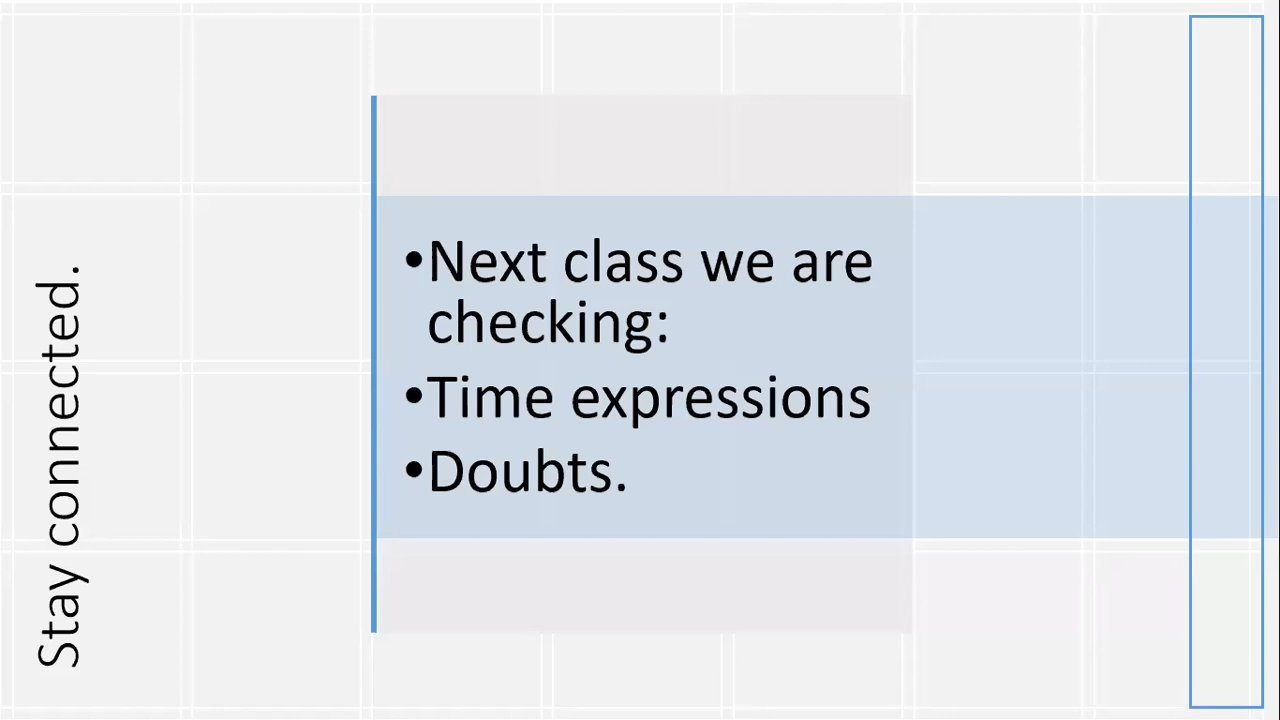 Stay connected.
•Next class we are
checking:
•Time expressions
•Doubts.